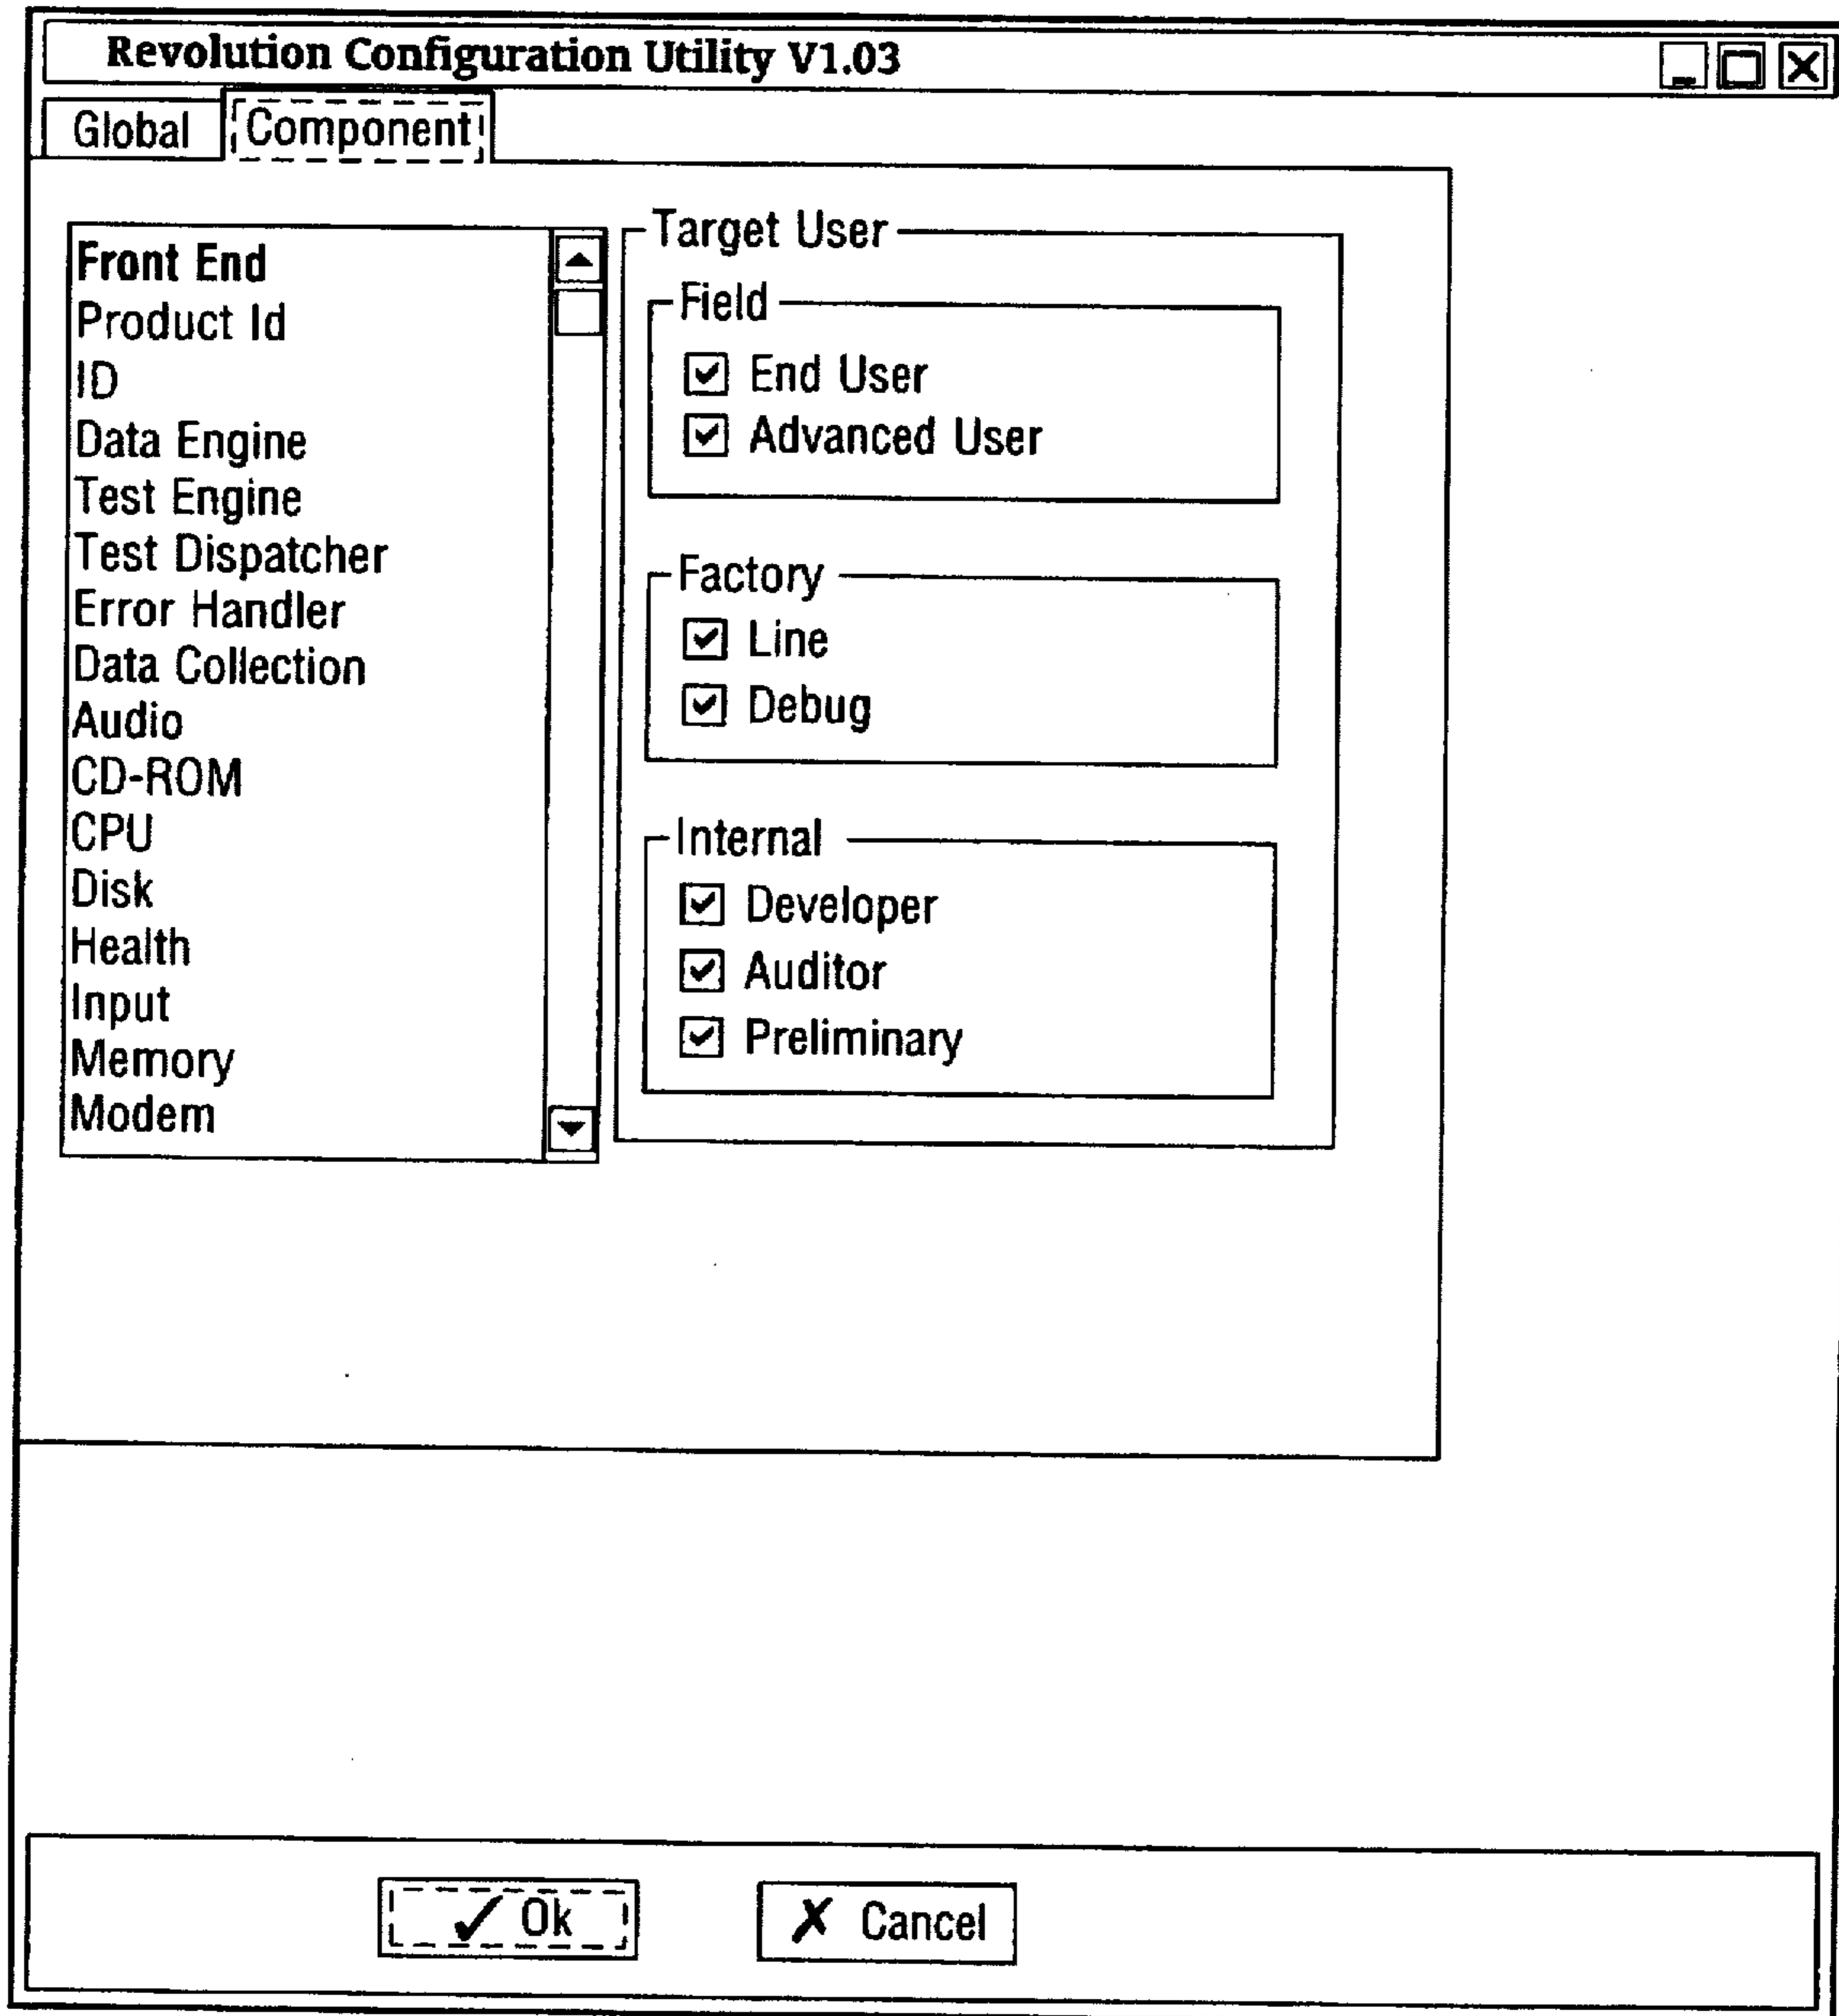 Revolution Configuration Utility V1.03
Global Component
Front End
Product Id
ID
Data Engine
Test Engine
Test Dispatcher
Error Handler
Data Collection
Audio
CD-ROM
CPU
Disk
Health
Input
Memory
Modem
Target User
Field
End User
Advanced User
Factory
Line
Debug
Internal
Developer
Auditor
Preliminary
Ok Cancel